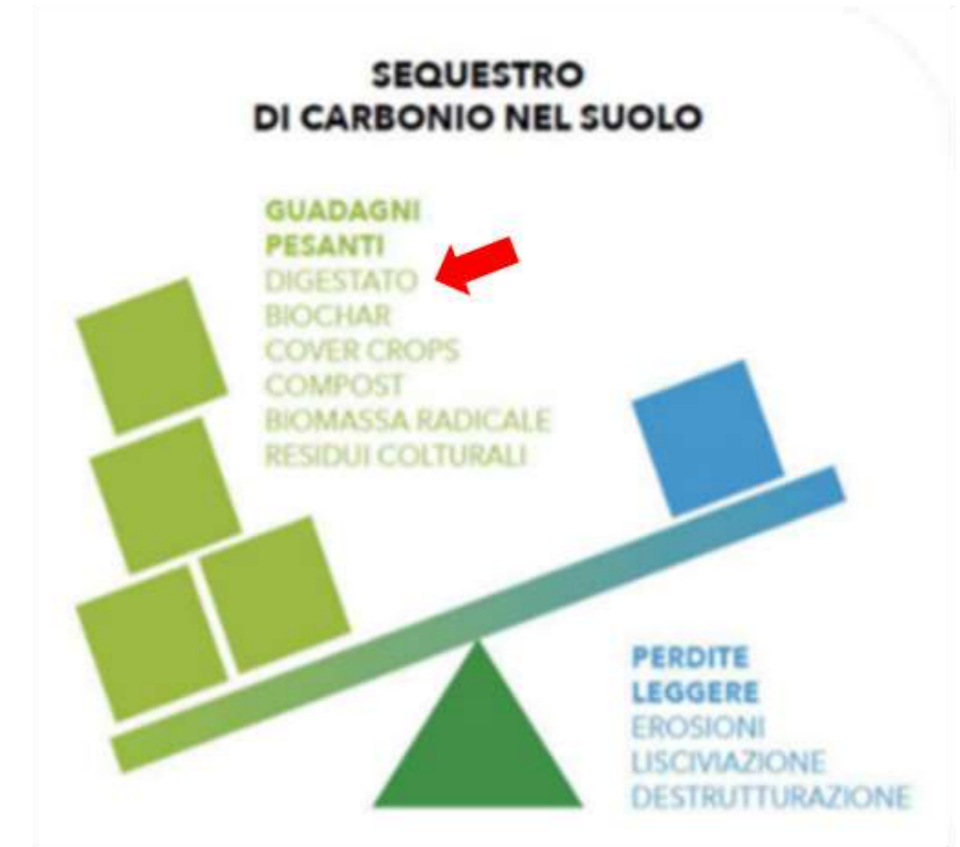 SEQUESTRO
DI CARBONIO NEL SUOLO
GUADAGNI
PESANTI
DIGESTATO
BIOCHAR
COVER CROPS
COMPOST
BIOMASSA RADICALE
RESIDUI COLTURALI
PERDITE
LEGGERE
EROSIONI
LISCIVIAZIONE
DESTRUTTURAZIONE